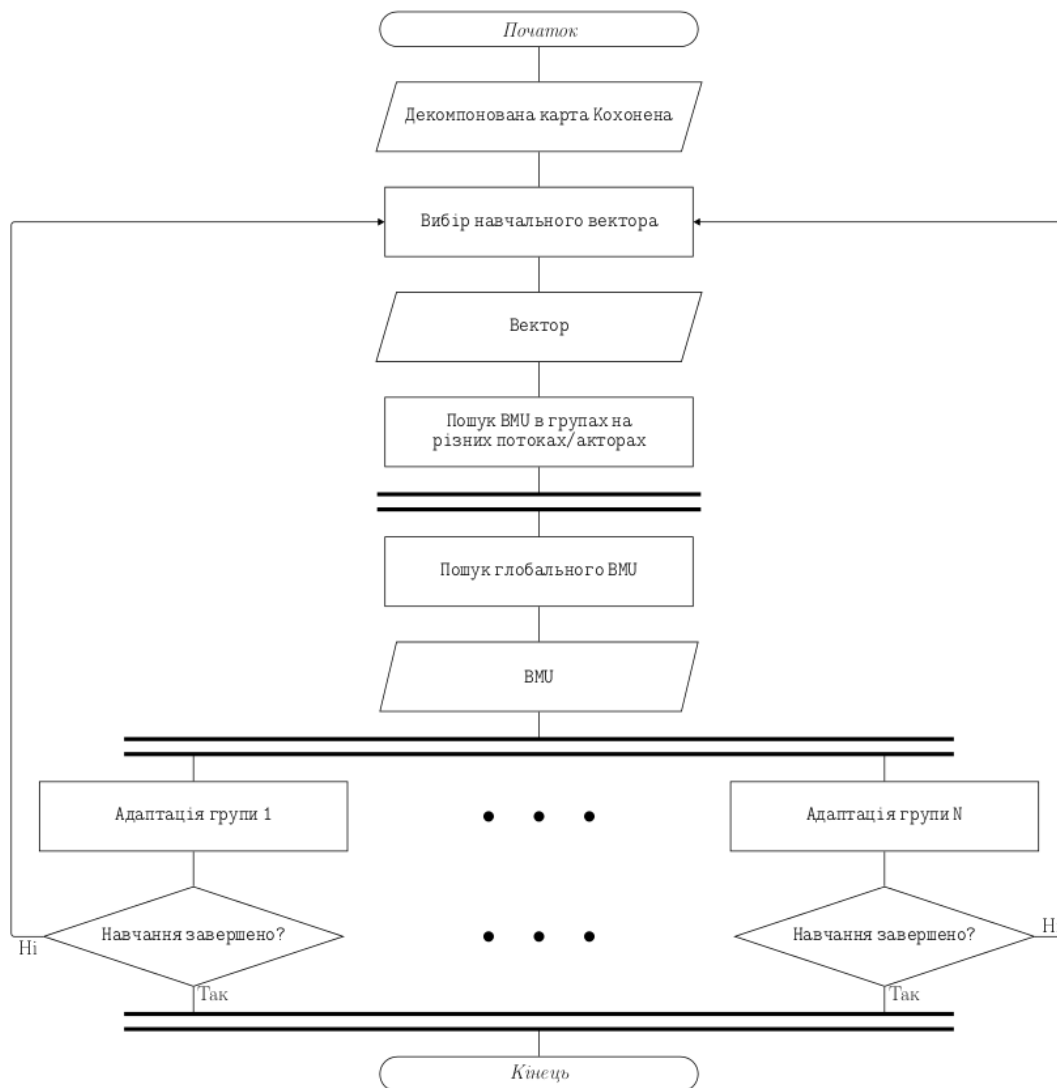 Початок
Декомпонована карта Кохонена
Вибір навчального вектора
Вектор
Пошук BMU в групах на
різних потоках/акторах
Пошук глобального BMU
BMU
Адаптація групи 1
Адаптація групи N
Навчання завершено?
Навчання завершено?
Ні
Ні
Так
Так
Кінець